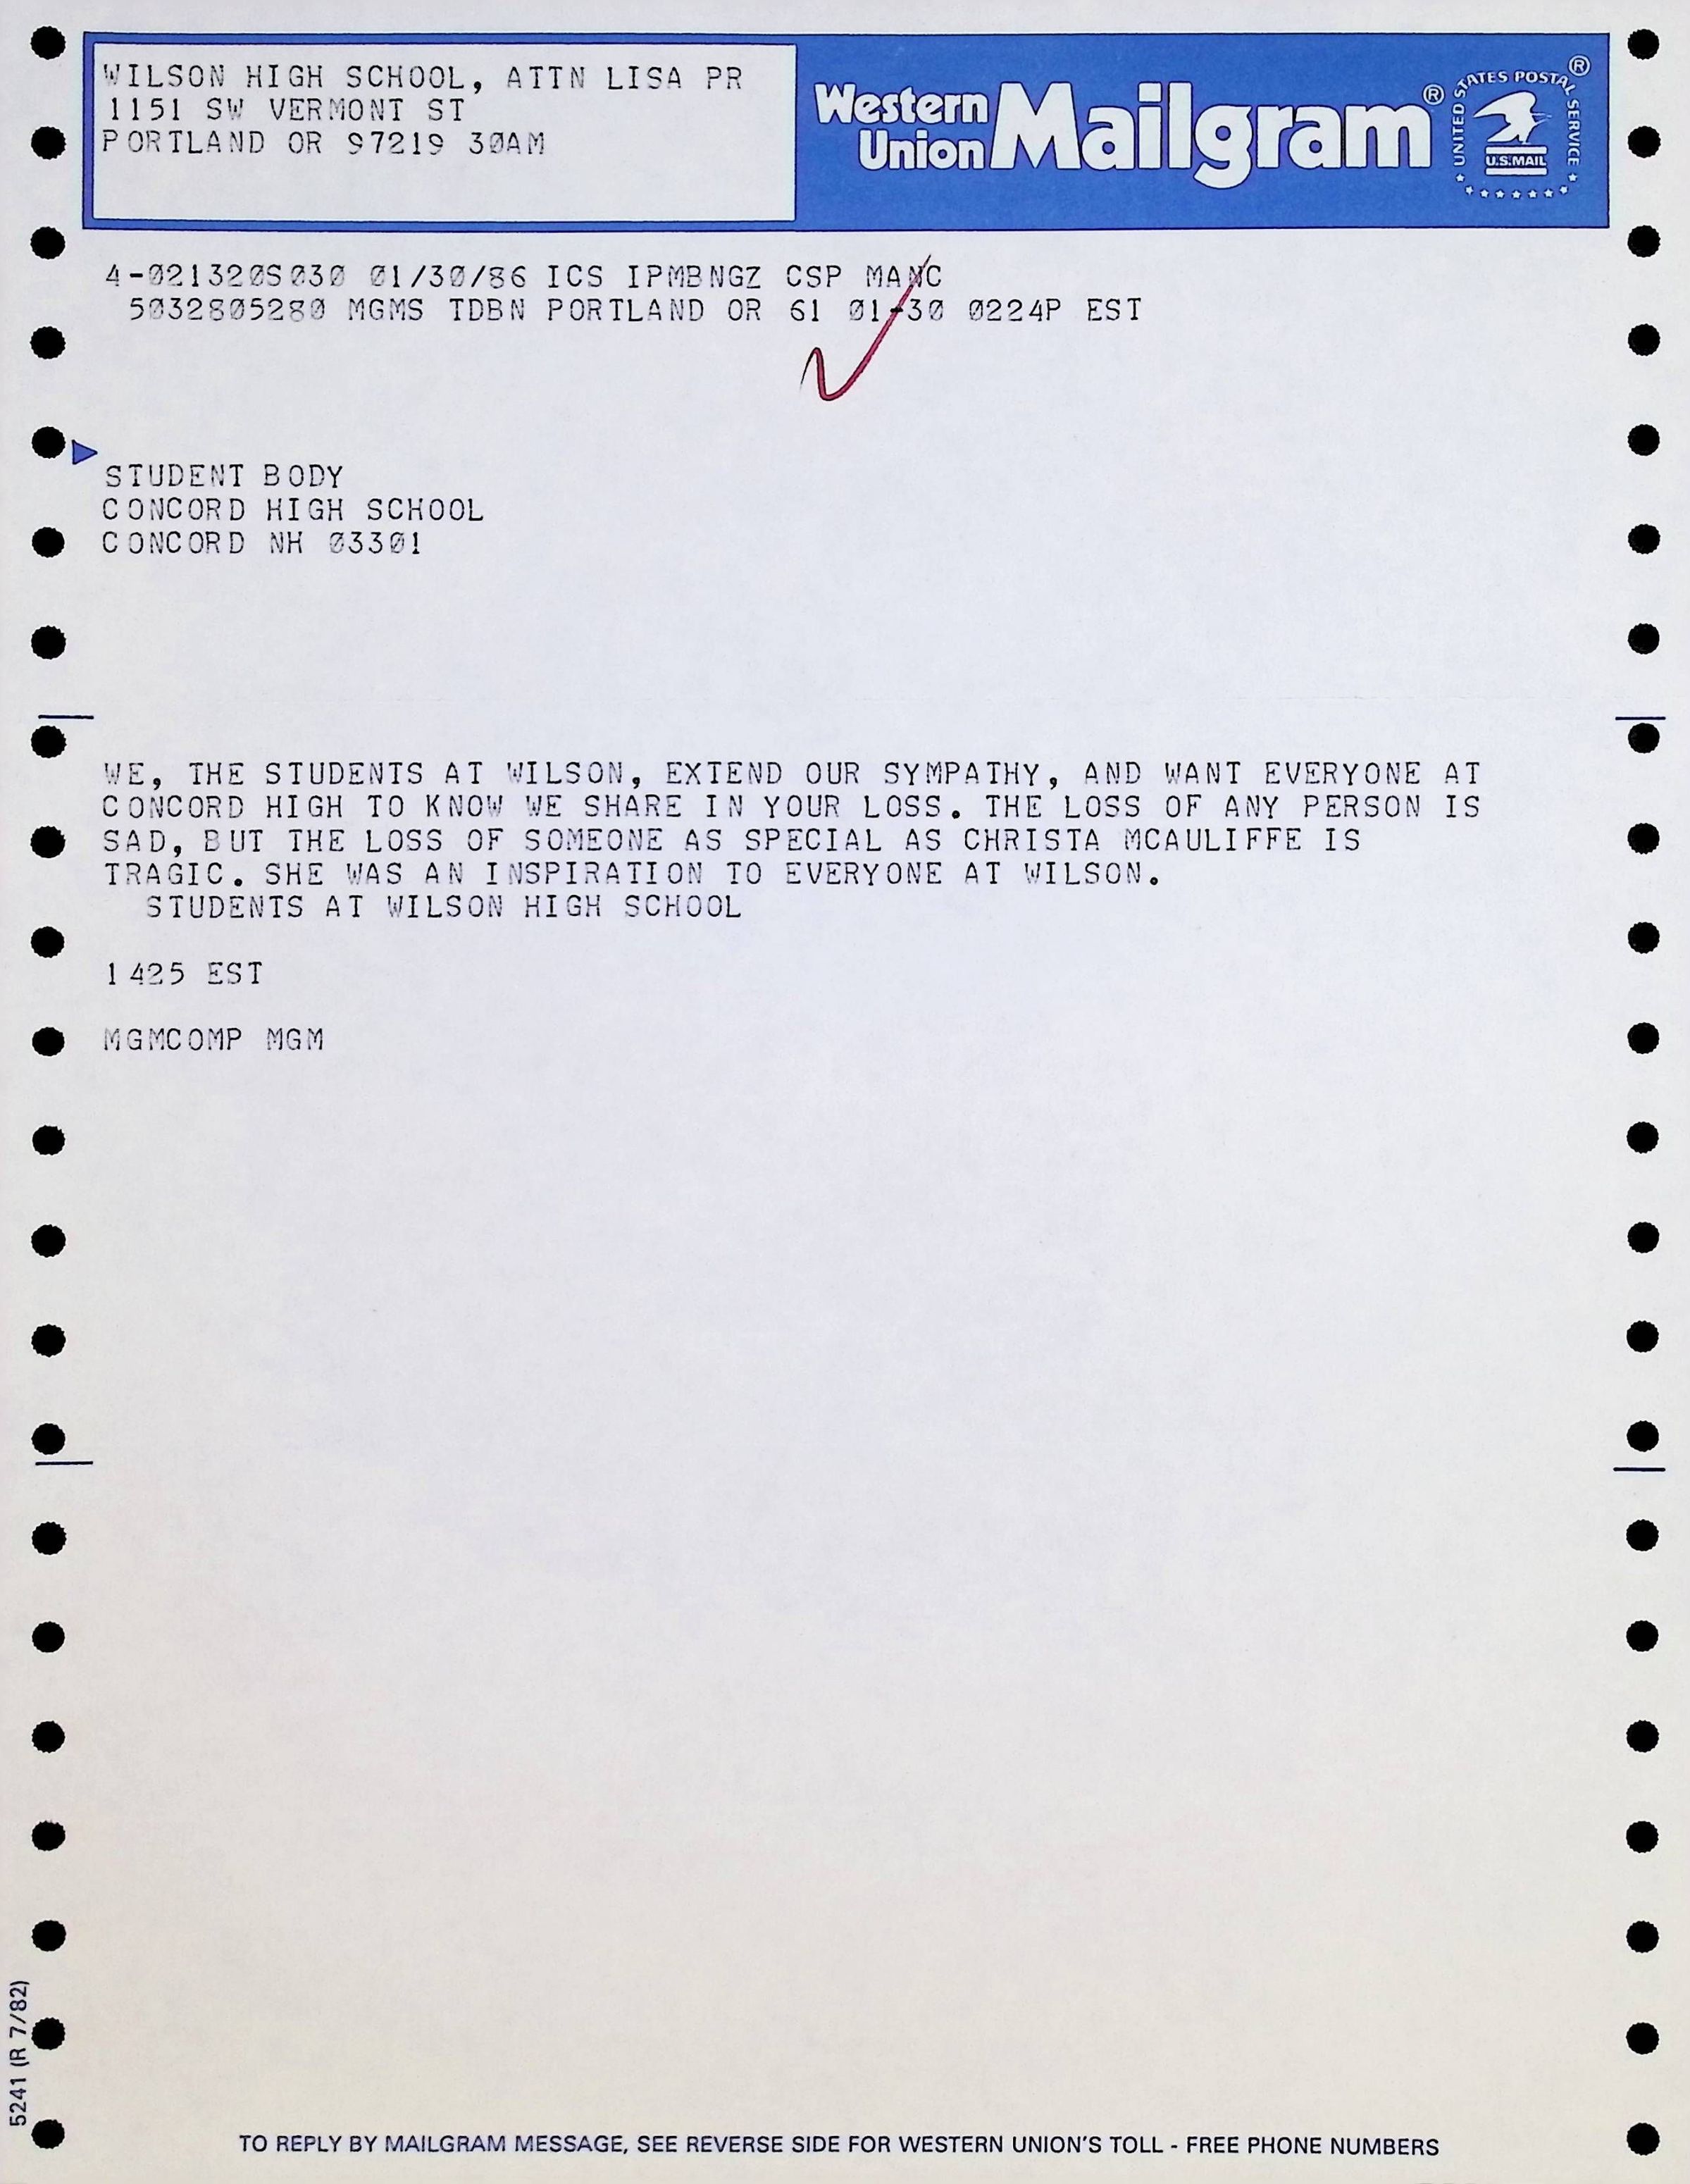 WILSON HIGH SCHOOL, ATTN LISA PR
1151 SW VERMONT ST
PORTLAND OR 97219 30AM
Western Union Mailgram®
UNITED STATES POSTAL SERVICE ®
U.S.MAIL
4-021320S030 01/30/86 ICS IPMBNGZ CSP MANC
5032805280 MGMS TDBN PORTLAND OR 61 01-30 0224P EST
STUDENT BODY
CONCORD HIGH SCHOOL
CONCORD NH 03301
WE, THE STUDENTS AT WILSON, EXTEND OUR SYMPATHY, AND WANT EVERYONE AT
CONCORD HIGH TO KNOW WE SHARE IN YOUR LOSS. THE LOSS OF ANY PERSON IS
SAD, BUT THE LOSS OF SOMEONE AS SPECIAL AS CHRISTA MCAULIFFE IS
TRAGIC. SHE WAS AN INSPIRATION TO EVERYONE AT WILSON.
STUDENTS AT WILSON HIGH SCHOOL
1425 EST
MGMCOMP MGM
5241 (R 7/82)
TO REPLY BY MAILGRAM MESSAGE, SEE REVERSE SIDE FOR WESTERN UNION'S TOLL - FREE PHONE NUMBERS